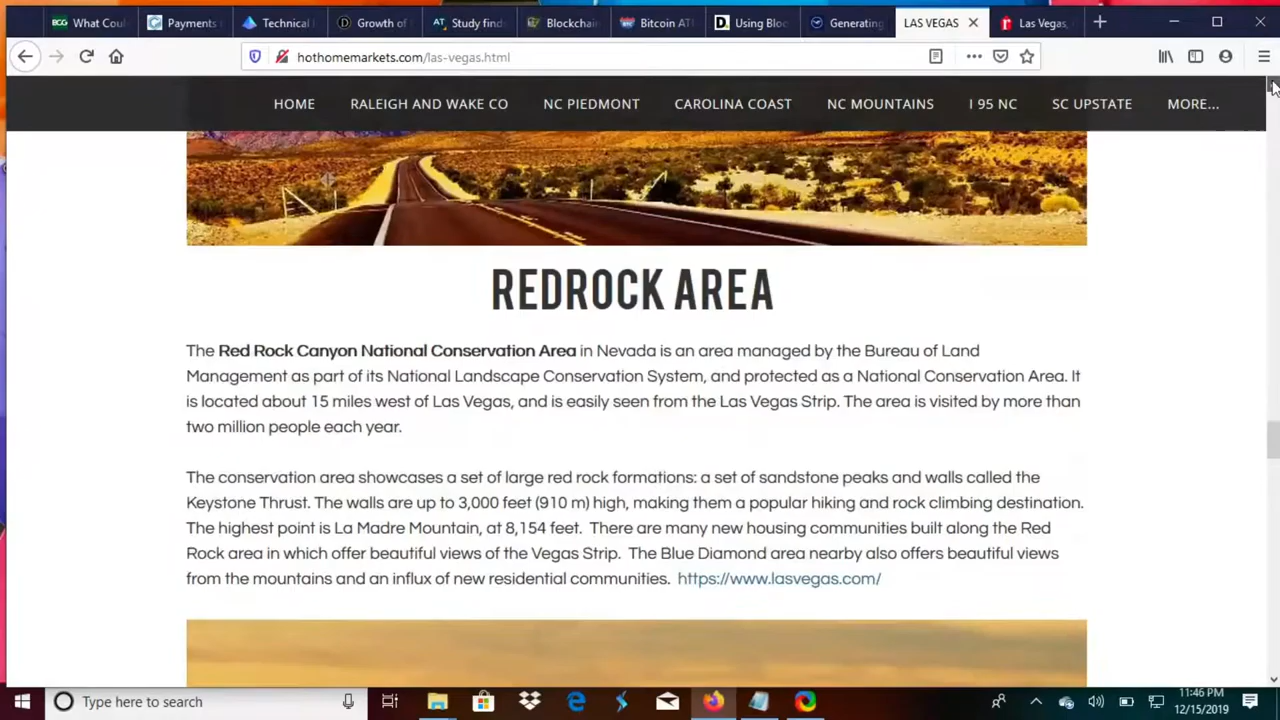 What Coul
Payments
Technical
Growth of
Study find
Blockchain
Bitcoin AT
Using Bloc
Generating
LAS VEGAS
Las Vegas,
hothomemarkets.com/las-vegas.html
HOME RALEIGH AND WAKE CO NC PIEDMONT CAROLINA COAST NC MOUNTAINS I 95 NC SC UPSTATE MORE...
REDROCK AREA
The Red Rock Canyon National Conservation Area in Nevada is an area managed by the Bureau of Land
Management as part of its National Landscape Conservation System, and protected as a National Conservation Area. It
is located about 15 miles west of Las Vegas, and is easily seen from the Las Vegas Strip. The area is visited by more than
two million people each year.
The conservation area showcases a set of large red rock formations: a set of sandstone peaks and walls called the
Keystone Thrust. The walls are up to 3,000 feet (910 m) high, making them a popular hiking and rock climbing destination.
The highest point is La Madre Mountain, at 8,154 feet. There are many new housing communities built along the Red
Rock area in which offer beautiful views of the Vegas Strip. The Blue Diamond area nearby also offers beautiful views
from the mountains and an influx of new residential communities. https://www.lasvegas.com/
Type here to search
11:46 PM
12/15/2019